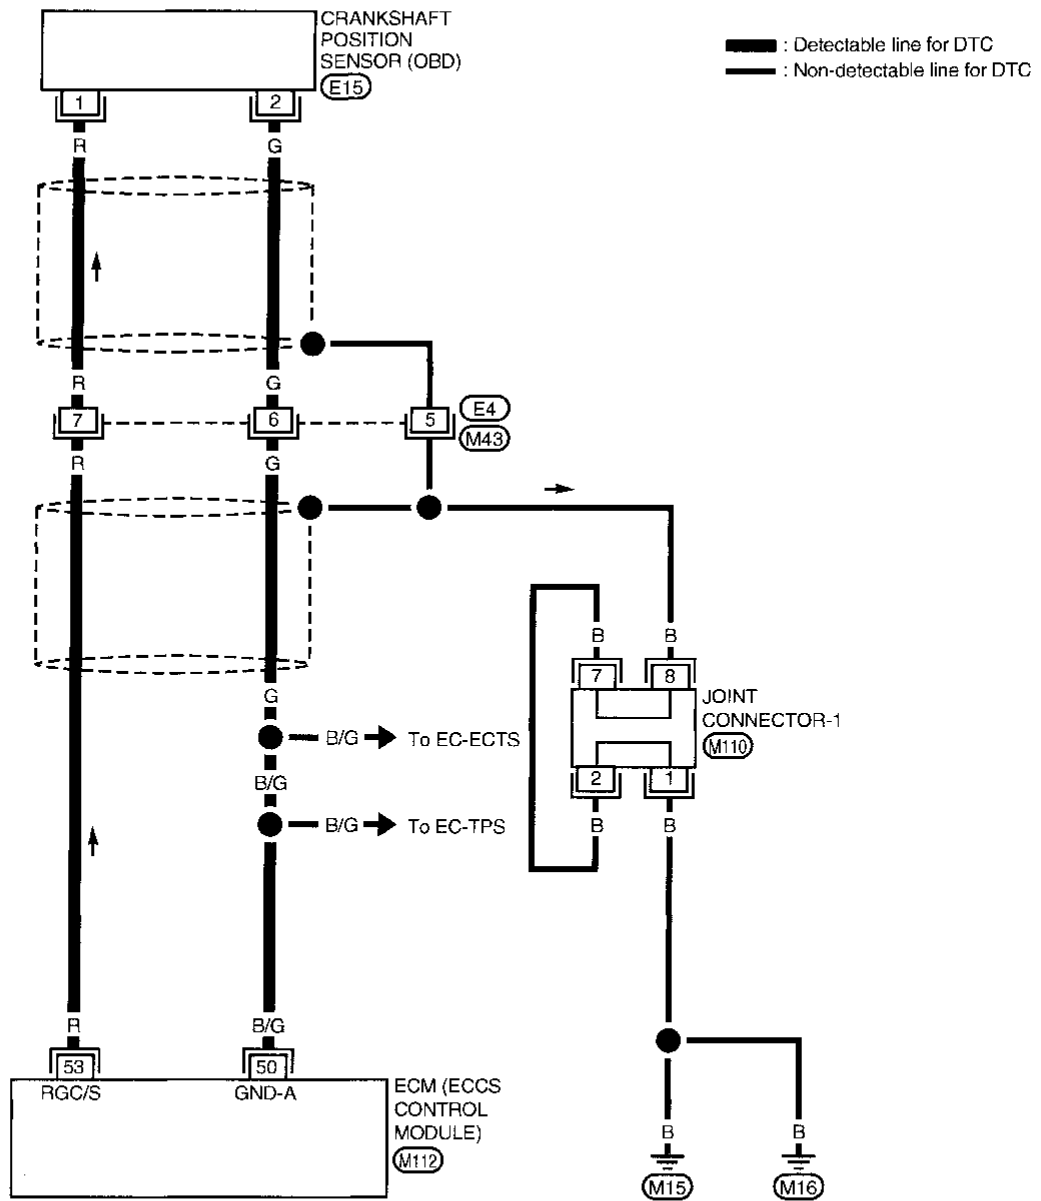 CRANKSHAFT
POSITION
SENSOR (OBD)
E15
: Detectable line for DTC
: Non-detectable line for DTC
1
2
R
G
R
G
7
6
5
E4
M43
R
G
B
B
7
8
JOINT
CONNECTOR-1
M110
G
B/G
To EC-ECTS
B/G
2
1
B/G
To EC-TPS
B
B
R
B/G
53
50
RGC/S
GND-A
ECM (ECCS
CONTROL
MODULE)
M112
B
B
M15
M16